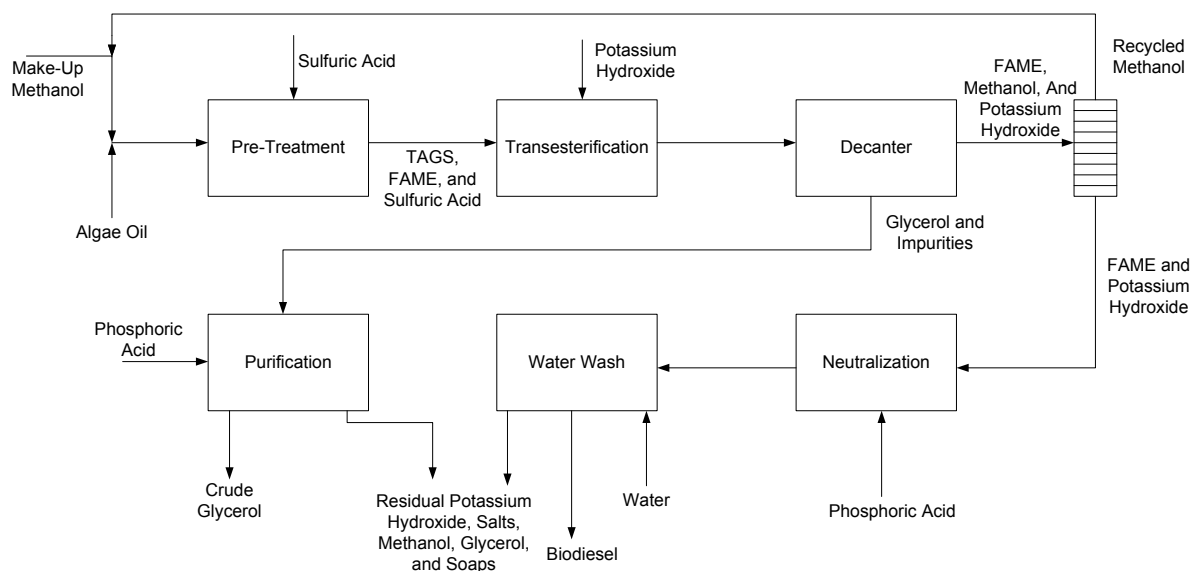 Make-Up
Methanol
Sulfuric Acid
Potassium
Hydroxide
Recycled
Methanol
FAME,
Methanol, And
Potassium
Hydroxide
Pre-Treatment
Transesterification
Decanter
TAGS,
FAME, and
Sulfuric Acid
Algae Oil
Glycerol and
Impurities
FAME and
Potassium
Hydroxide
Phosphoric
Acid
Purification
Water Wash
Neutralization
Crude
Glycerol
Residual Potassium
Hydroxide, Salts,
Methanol, Glycerol,
and Soaps
Biodiesel
Water
Phosphoric Acid